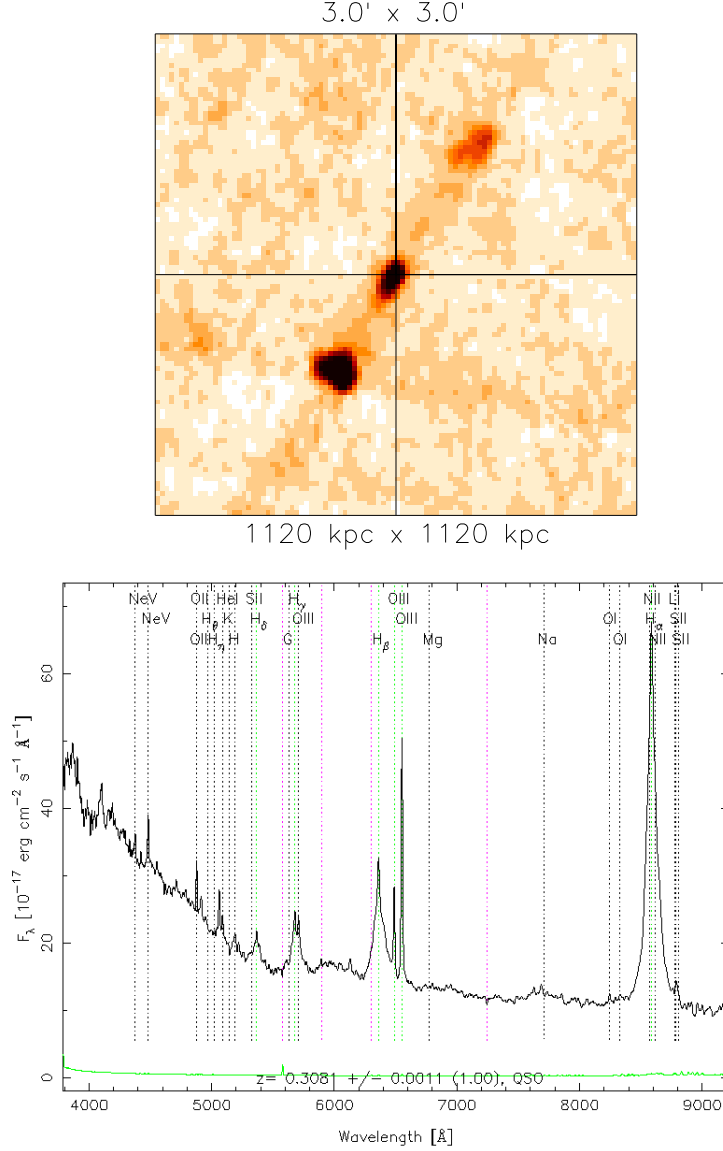 3.0' x 3.0'
1120 kpc x 1120 kpc
NeV OII HeI SII Hγ OIII NII LI
NeV Hθ K Hδ OIII OI Hα SII
OII Hη H G Hβ Mg Na OI NII SII
60
40
20
0
Fλ [10⁻¹⁷ erg cm⁻² s⁻¹ Å⁻¹]
z= 0.3081 +/- 0.0011 (1.00), QSO
4000 5000 6000 7000 8000 9000
Wavelength [Å]